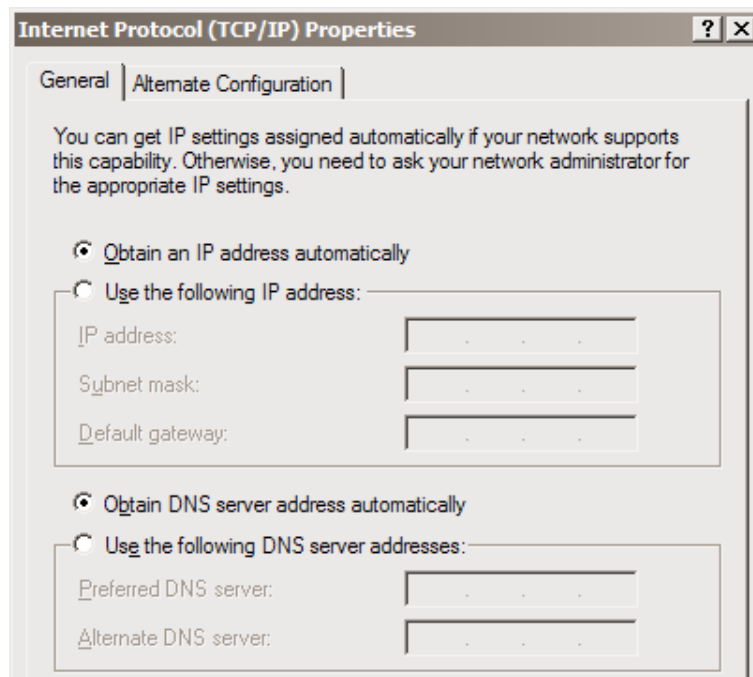 Internet Protocol (TCP/IP) Properties
General
Alternate Configuration
You can get IP settings assigned automatically if your network supports
this capability. Otherwise, you need to ask your network administrator for
the appropriate IP settings.
Obtain an IP address automatically
Use the following IP address:
IP address:
Subnet mask:
Default gateway:
Obtain DNS server address automatically
Use the following DNS server addresses:
Preferred DNS server:
Alternate DNS server: